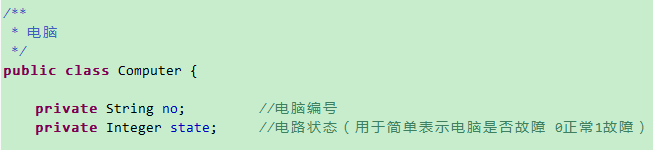 /**
 * 电脑
 */
public class Computer {
private String no; //电脑编号
private Integer state; //电路状态（用于简单表示电脑是否故障 0正常1故障）